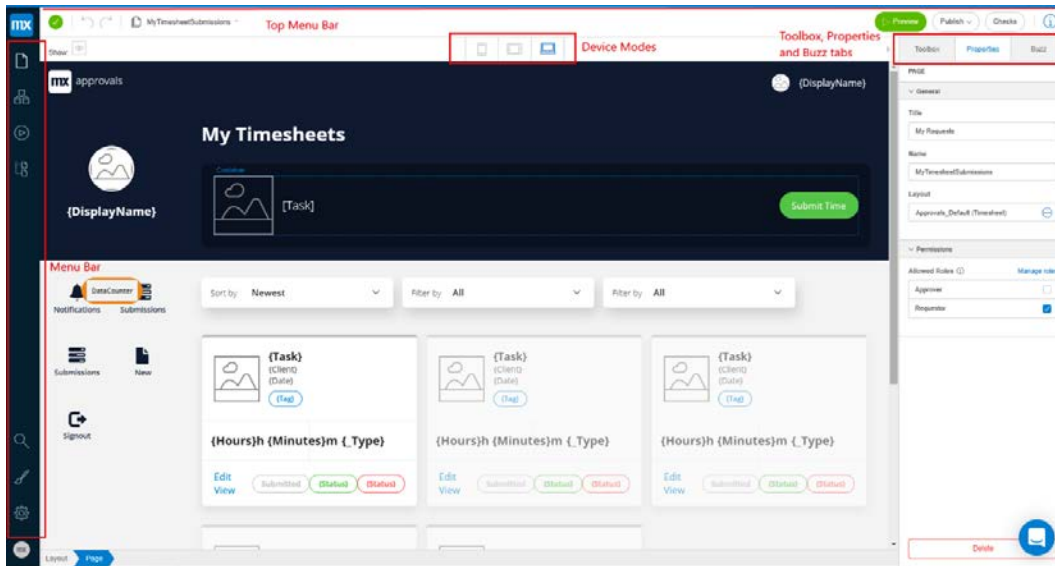 mx
MyTimesheetSubmissions
Top Menu Bar
Preview
Publish
Checks
Show
Device Modes
Toolbox, Properties
and Buzz tabs
Toolbox
Properties
Buzz
mx approvals
{DisplayName}
PAGE
General
My Timesheets
Title
My Requests
Container
Name
MyTimesheetSubmissions
[Task]
Submit Time
{DisplayName}
Layout
Approvals_Default (Timesheet)
Permissions
Menu Bar
Allowed Roles
Manage role
DataCounter
Sort by Newest
Filter by All
Filter by All
Approver
Notifications
Submissions
Requestor
{Task}
{Client}
{Date}
{Tag}
{Task}
{Client}
{Date}
{Tag}
{Task}
{Client}
{Date}
{Tag}
Submissions
New
Signout
{Hours}h {Minutes}m {_Type}
{Hours}h {Minutes}m {_Type}
{Hours}h {Minutes}m {_Type}
Edit
View
Submitted
{Status}
{Status}
Edit
View
Submitted
{Status}
{Status}
Edit
View
Submitted
{Status}
{Status}
mx
Layout
Page
Delete